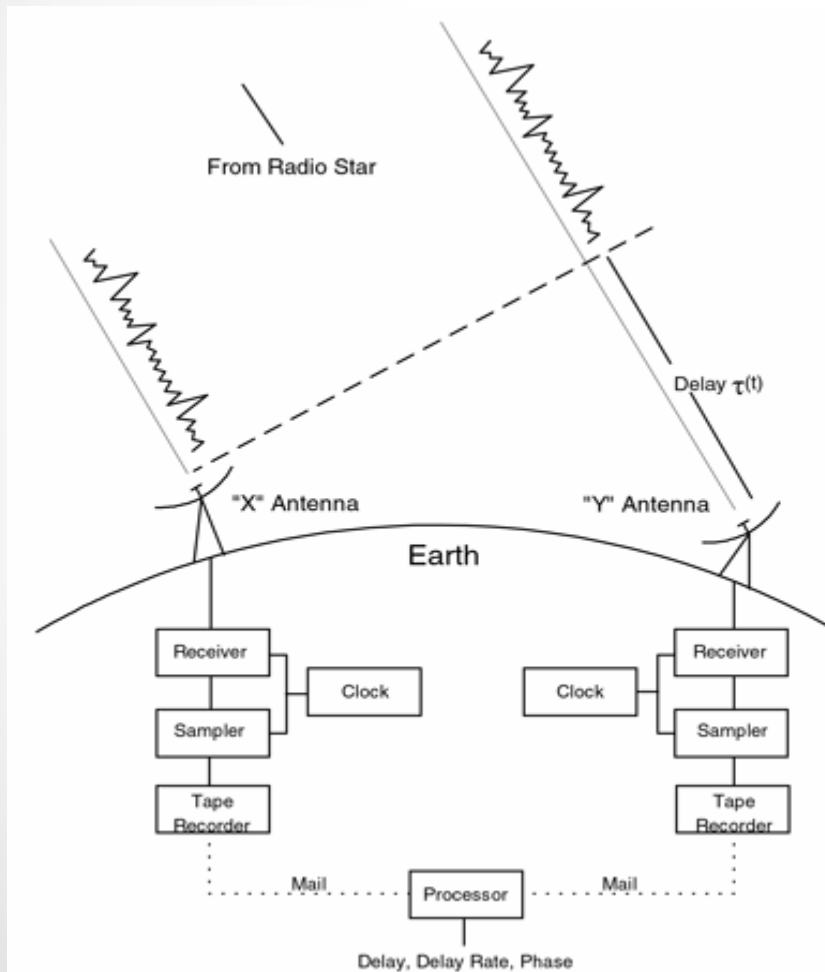 From Radio Star
Delay τ(t)
"X" Antenna
"Y" Antenna
Earth
Receiver
Receiver
Clock
Clock
Sampler
Sampler
Tape
Recorder
Tape
Recorder
Mail
Mail
Processor
Delay, Delay Rate, Phase